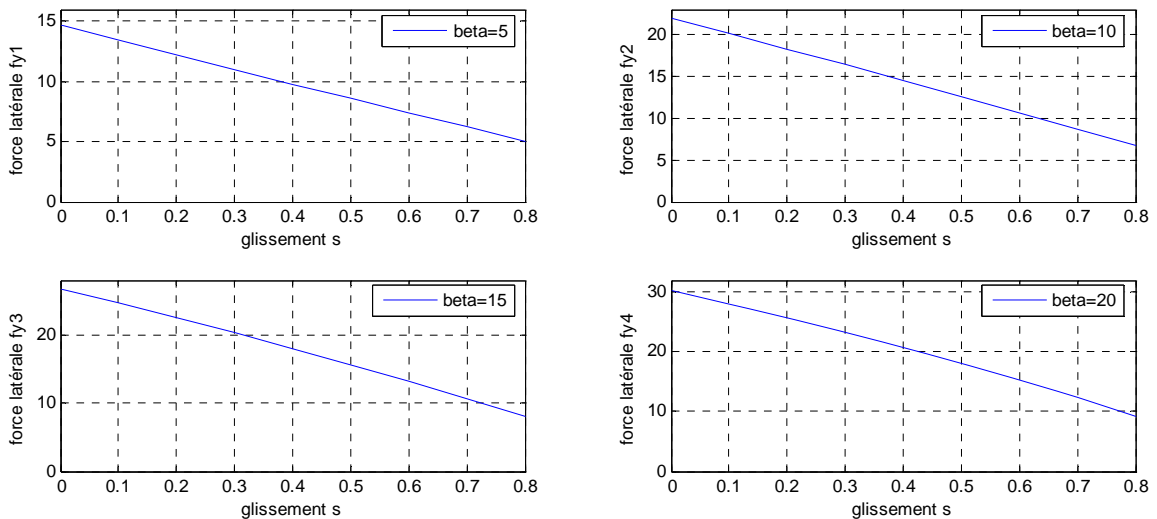 15
10
5
0
0 0.1 0.2 0.3 0.4 0.5 0.6 0.7 0.8
glissement s
force latérale fy1
beta=5
20
15
10
5
0
0 0.1 0.2 0.3 0.4 0.5 0.6 0.7 0.8
glissement s
force latérale fy2
beta=10
20
10
0
0 0.1 0.2 0.3 0.4 0.5 0.6 0.7 0.8
glissement s
force latérale fy3
beta=15
30
20
10
0
0 0.1 0.2 0.3 0.4 0.5 0.6 0.7 0.8
glissement s
force latérale fy4
beta=20